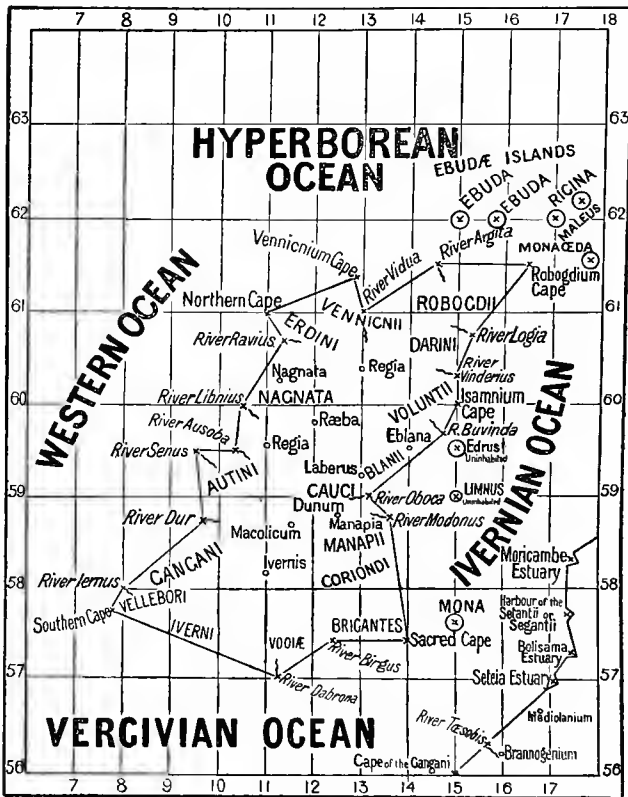 7 8 9 10 11 12 13 14 15 16 17 18
63
HYPERBOREAN
OCEAN
EBUDÆ ISLANDS
EBUDA
EBUDA
RICINA
MALEUS
62
62
MONAŒDA
Vennicnium Cape
River Vidua
River Argita
Robogdium
Cape
WESTERN OCEAN
Northern Cape
61
61
ERDINI
VENNICNII
ROBOGDII
River Ravius
DARINI
River Logia
Nagnata
Regia
River
Vinderius
River Libnius
NAGNATA
60
60
VOLUNTII
Isamnium
Cape
River Ausoba
Ræba
R. Buvinda
River Senus
Regia
Eblana
Edrus
Uninhabited
AUTINI
Laberus
BLANII
59
59
CAUCI
River Oboca
LIMNUS
Uninhabited
IVERNIAN OCEAN
River Dur
Dunum
Macolicum
Manapia
River Modonus
GANGANI
MANAPII
Ivernis
CORIONDI
Moricambe
Estuary
River Iernus
58
58
Southern Cape
VELLEBORI
MONA
Harbour of the
Setantii or
Segantii
IVERNI
VODIÆ
BRIGANTES
Sacred Cape
Bolisama
Estuary
River Birgus
57
57
River Dabrona
Seteia Estuary
VERGIVIAN OCEAN
Mediolanium
River Tœsobis
Brannogenium
Cape of the Gangani
56
56
7 8 9 10 11 12 13 14 15 16 17